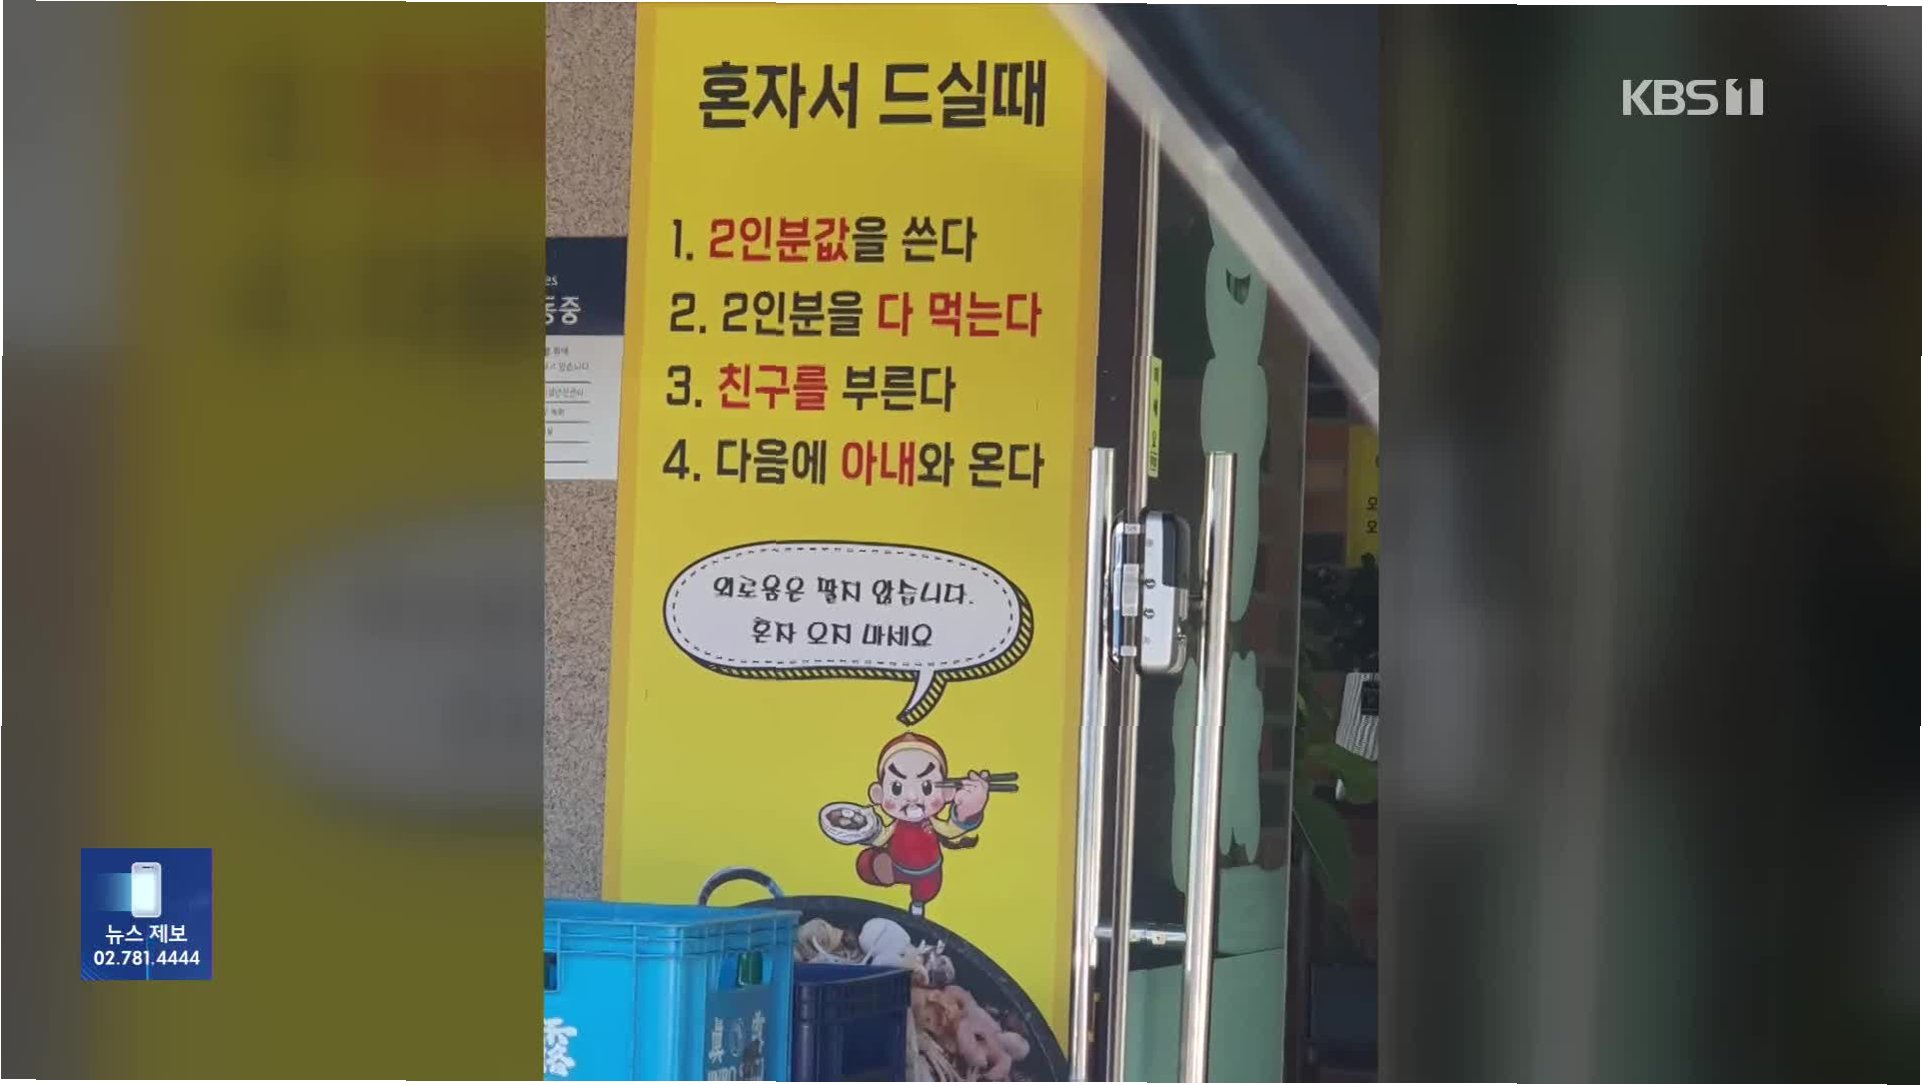 혼자서 드실때
KBS 1
1. 2인분값을 쓴다
2. 2인분을 다 먹는다
3. 친구를 부른다
4. 다음에 아내와 온다
외로움은 팔지 않습니다.
혼자 오지 마세요
뉴스 제보
02.781.4444